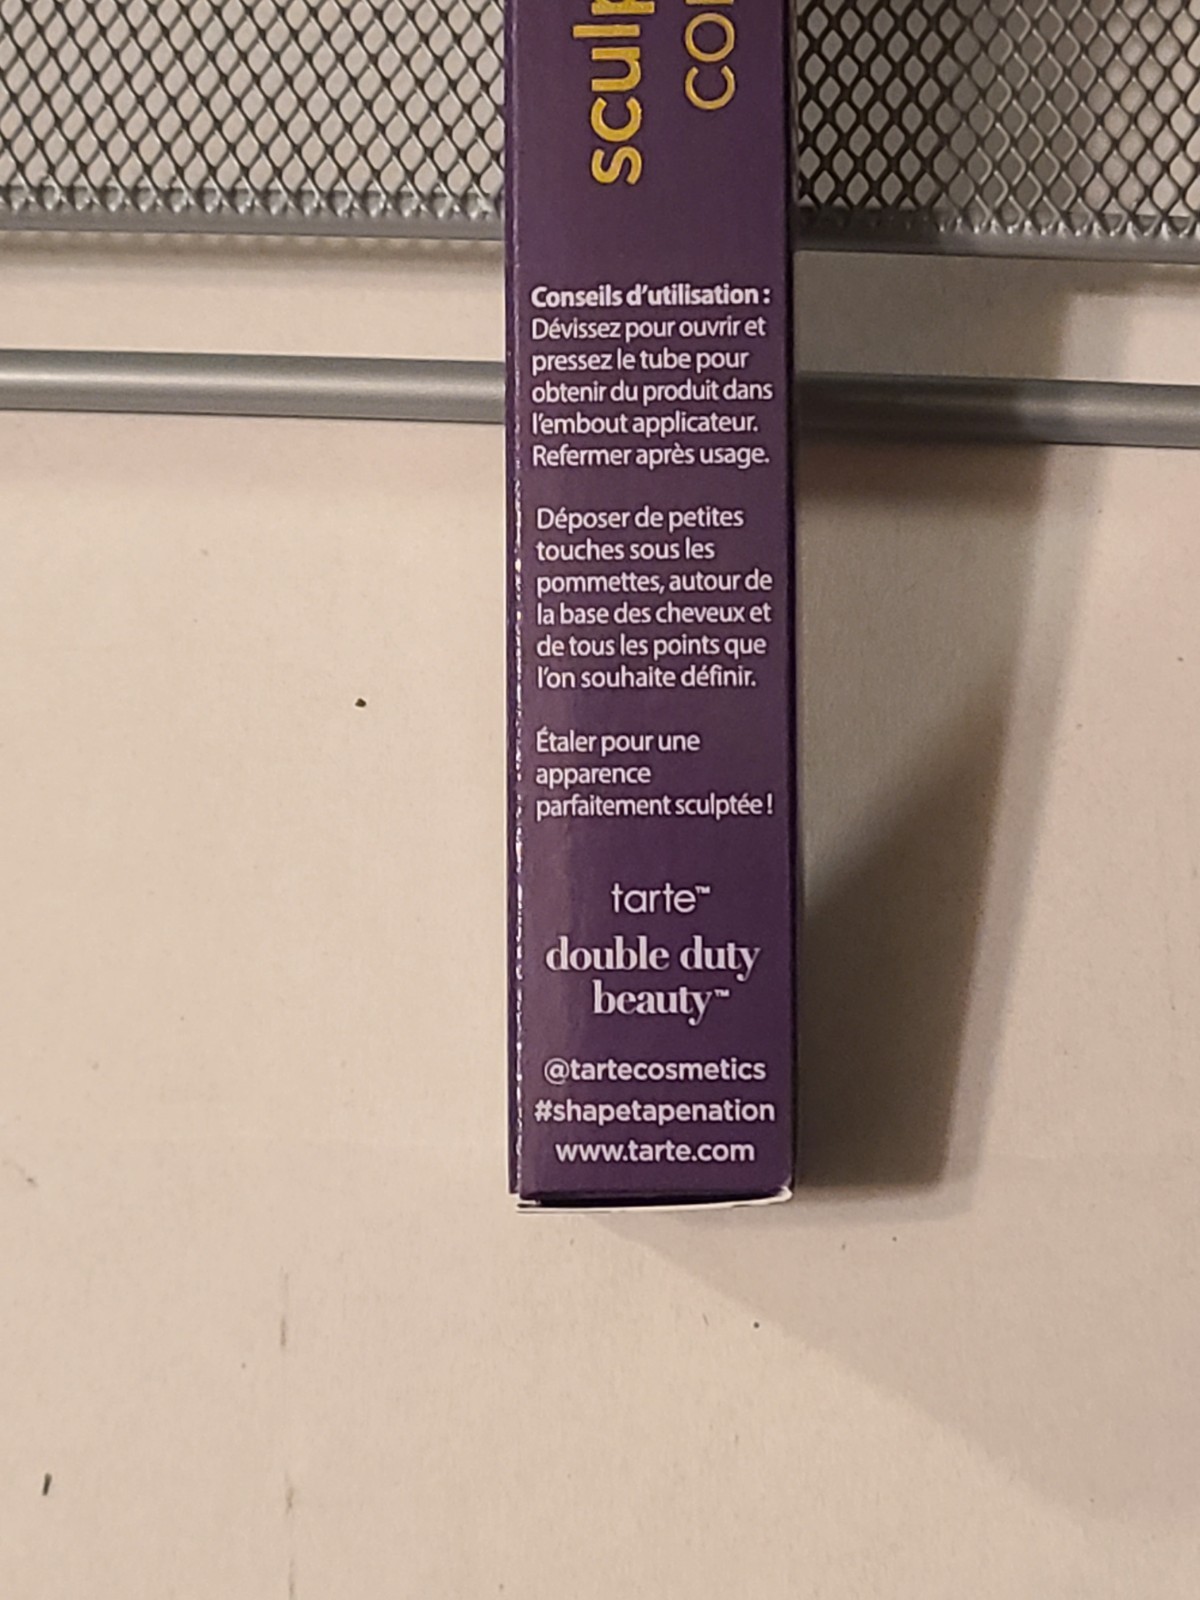 Conseils d'utilisation :
Dévissez pour ouvrir et
pressez le tube pour
obtenir du produit dans
l'embout applicateur.
Refermer après usage.
Déposer de petites
touches sous les
pommettes, autour de
la base des cheveux et
de tous les points que
l'on souhaite définir.
Étaler pour une
apparence
parfaitement sculptée !
tarte™
double duty
beauty™
@tartecosmetics
#shapetapenation
www.tarte.com